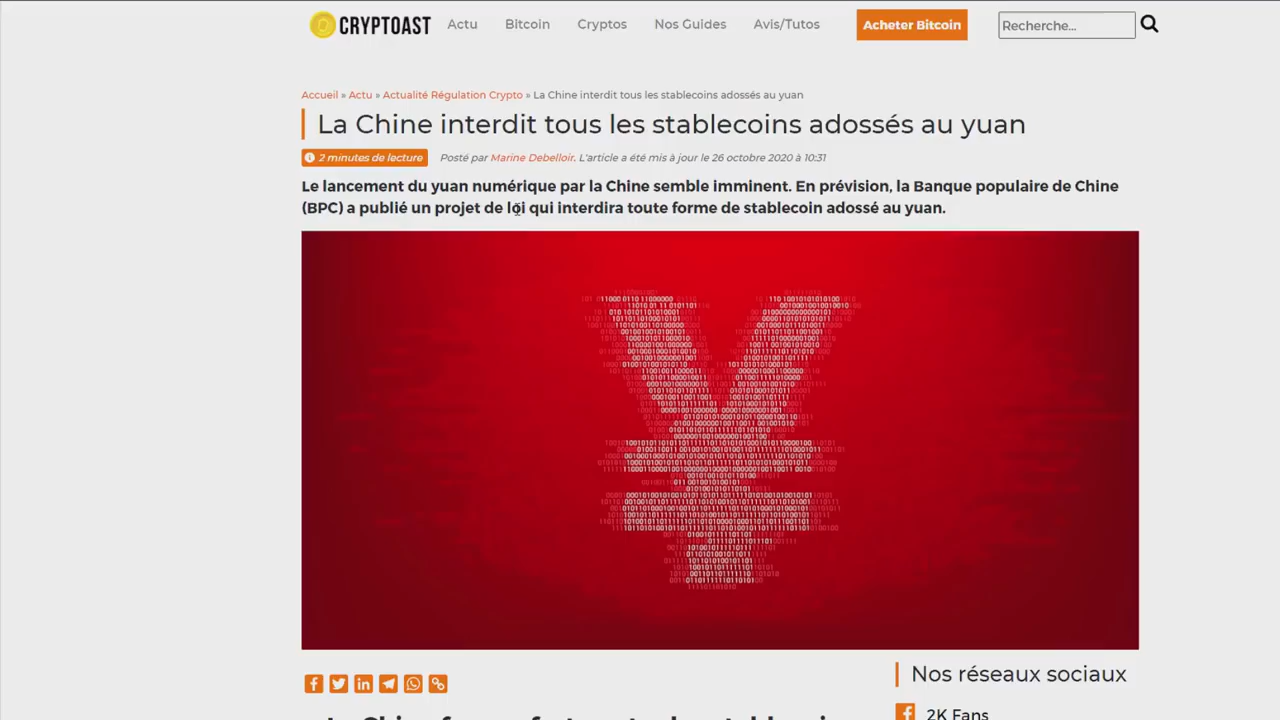 CRYPTOAST Actu Bitcoin Cryptos Nos Guides Avis/Tutos Acheter Bitcoin Recherche...
Accueil » Actu » Actualité Régulation Crypto » La Chine interdit tous les stablecoins adossés au yuan
La Chine interdit tous les stablecoins adossés au yuan
2 minutes de lecture Posté par Marine Debelloir. L'article a été mis à jour le 26 octobre 2020 à 10:31
Le lancement du yuan numérique par la Chine semble imminent. En prévision, la Banque populaire de Chine
(BPC) a publié un projet de loi qui interdira toute forme de stablecoin adossé au yuan.
Nos réseaux sociaux
2K Fans